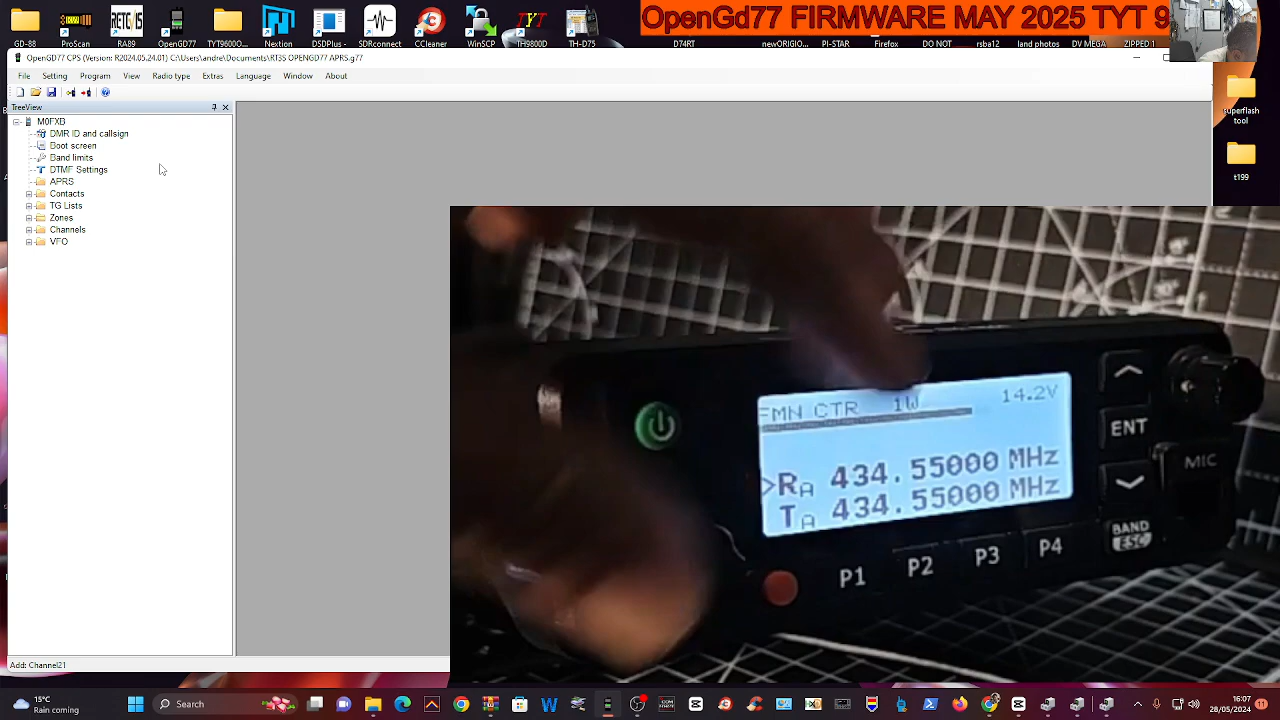 OpenGd77 FIRMWARE MAY 2025 TYT 9
GD-88
ProScan
RA89
OpenGD77
TYT9600...
Nextion
DSDPlus -
SDRconnect
CCleaner
WinSCP
TH9800D
TH-D75
D74RT
newORIGIO...
PI-STAR
Firefox
DO NOT
rsba12
land photos
DV MEGA
ZIPPED 1
OpenGD77 CPS (Version: R2024.05.24.01) C:\Users\andre\Documents\RT3S OPENGD77 APRS.g77
File Setting Program View Radio type Extras Language Window About
TreeView
M0FXB
DMR ID and callsign
Boot screen
Band limits
DTMF Settings
APRS
Contacts
TG Lists
Zones
Channels
VFO
superflash tool
t199
FMN CTR 1W 14.2V
>RA 434.55000 MHz
TA 434.55000 MHz
ENT
MIC
BAND
ESC
P1 P2 P3 P4
Add: Channel21
15°C
Rain coming
Search
16:07
28/05/2024